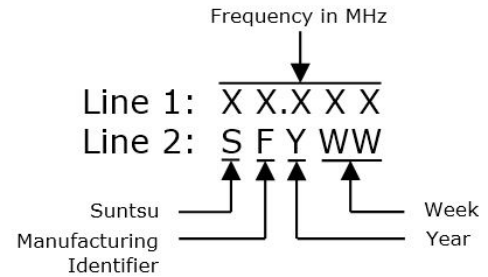 Frequency in MHz
Line 1: X X.X X X
Line 2: S F Y WW
Suntsu
Week
Manufacturing
Identifier
Year